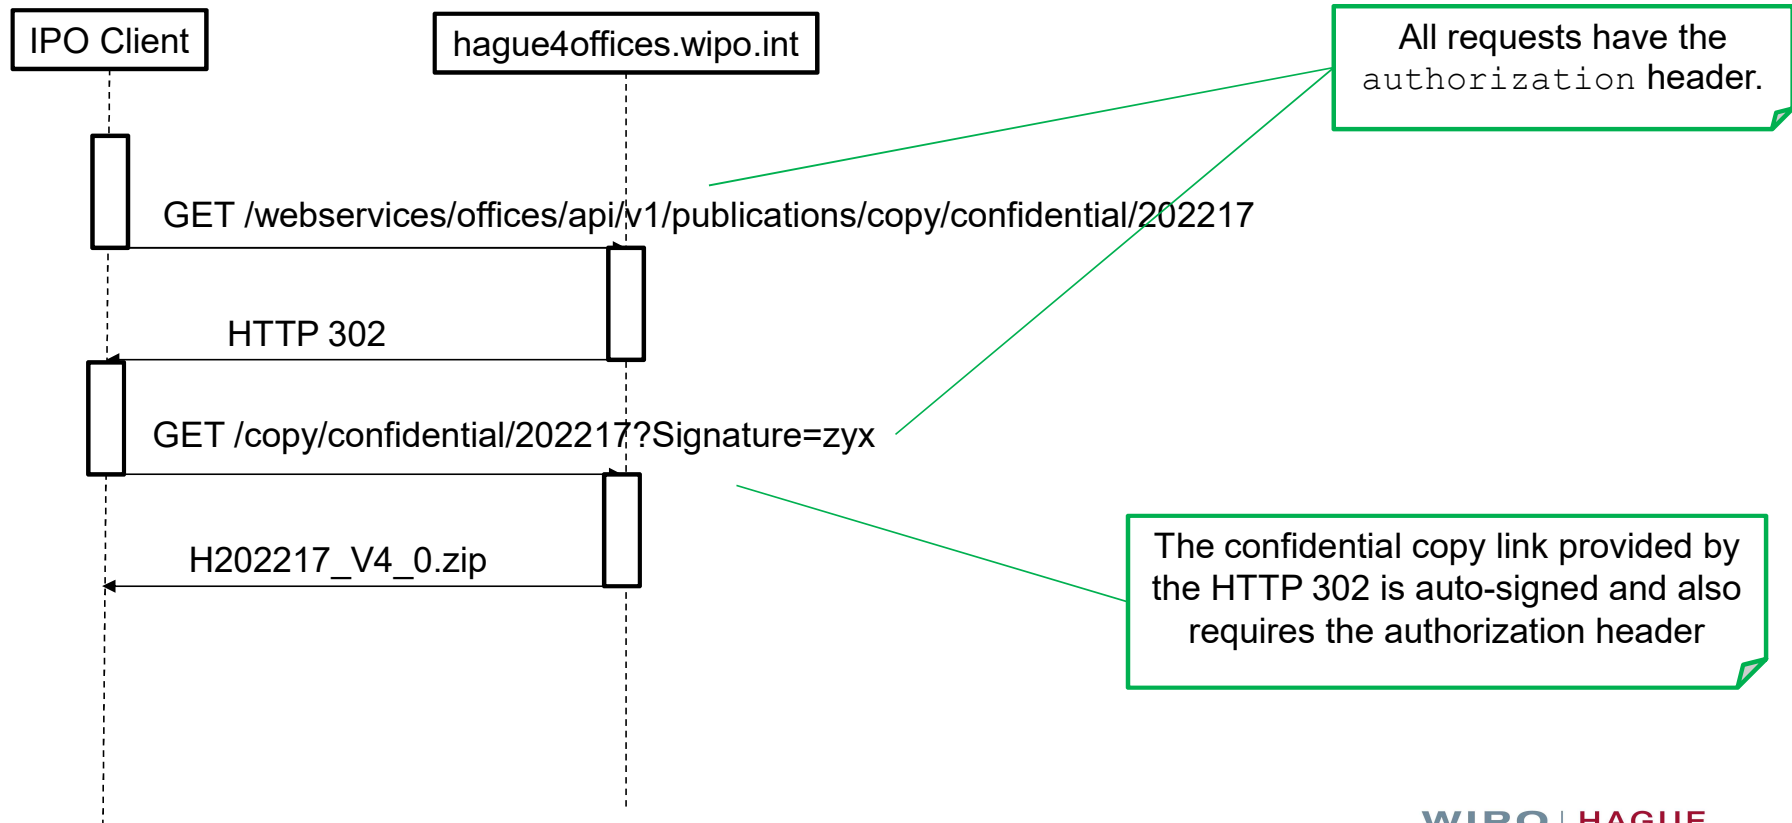 IPO Client
hague4offices.wipo.int
All requests have the
authorization header.
GET /webservices/offices/api/v1/publications/copy/confidential/202217
HTTP 302
GET /copy/confidential/202217?Signature=zyx
H202217_V4_0.zip
The confidential copy link provided by
the HTTP 302 is auto-signed and also
requires the authorization header
WIPO | HAGUE